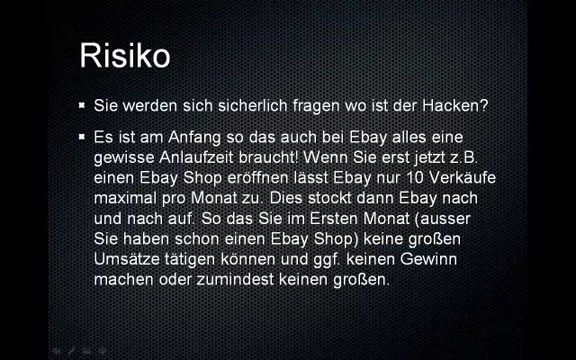 Risiko
Sie werden sich sicherlich fragen wo ist der Hacken?
Es ist am Anfang so das auch bei Ebay alles eine
gewisse Anlaufzeit braucht! Wenn Sie erst jetzt z.B.
einen Ebay Shop eröffnen lässt Ebay nur 10 Verkäufe
maximal pro Monat zu. Dies stockt dann Ebay nach
und nach auf. So das Sie im Ersten Monat (ausser
Sie haben schon einen Ebay Shop) keine großen
Umsätze tätigen können und ggf. keinen Gewinn
machen oder zumindest keinen großen.